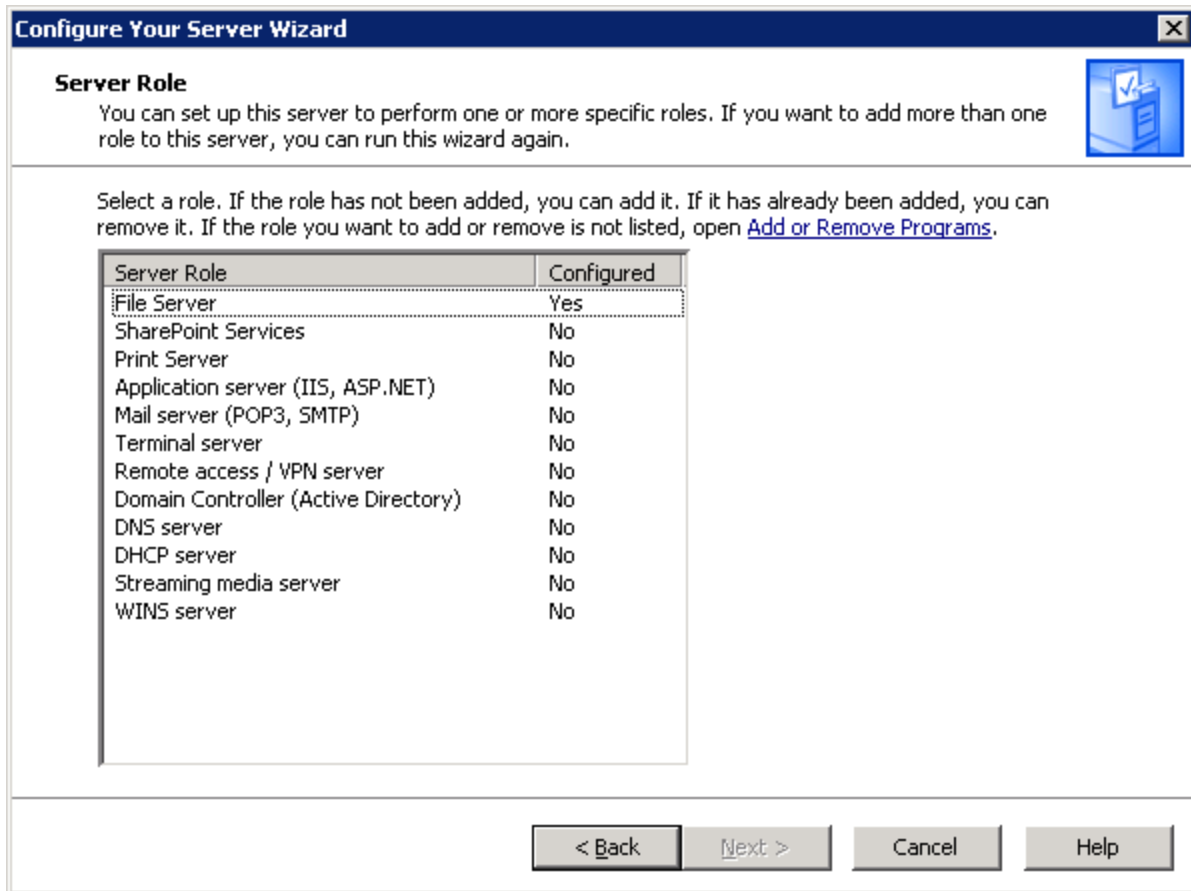 Configure Your Server Wizard
Server Role
You can set up this server to perform one or more specific roles. If you want to add more than one
role to this server, you can run this wizard again.
Select a role. If the role has not been added, you can add it. If it has already been added, you can
remove it. If the role you want to add or remove is not listed, open Add or Remove Programs.
Server Role Configured
File Server Yes
SharePoint Services No
Print Server No
Application server (IIS, ASP.NET) No
Mail server (POP3, SMTP) No
Terminal server No
Remote access / VPN server No
Domain Controller (Active Directory) No
DNS server No
DHCP server No
Streaming media server No
WINS server No
< Back Next > Cancel Help